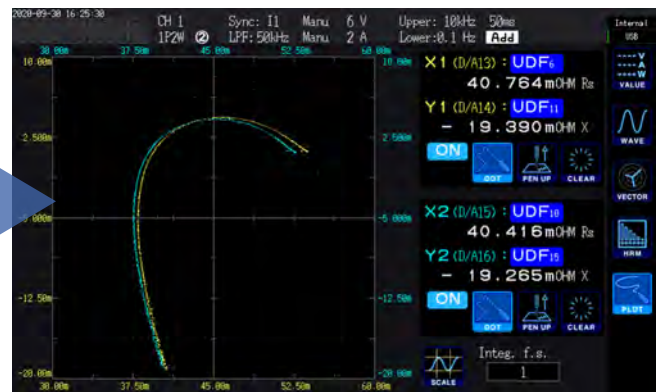 2020-09-30 16:25:30
CH 1 Sync: I1 Manu 6 V Upper: 10kHz 50ms
1P2W ② LPF: 50kHz Manu 2 A Lower:0.1 Hz Add
Internal
USB
30.00m 37.50m 45.00m 52.50m 60.00m
10.00m 10.00m
2.500m 2.500m
-5.000m -5.000m
-12.50m -12.50m
-20.00m -20.00m
30.00m 37.50m 45.00m 52.50m 60.00m
X1 (D/A13) : UDF6
40.764mOHM Rs
Y1 (D/A14) : UDF11
- 19.390mOHM X
ON
DOT PEN UP CLEAR
X2 (D/A15) : UDF10
40.416mOHM Rs
Y2 (D/A16) : UDF15
- 19.265mOHM X
ON
DOT PEN UP CLEAR
SCALE
Integ. f.s.
1
V
A
W
VALUE
WAVE
VECTOR
HRM
PLOT